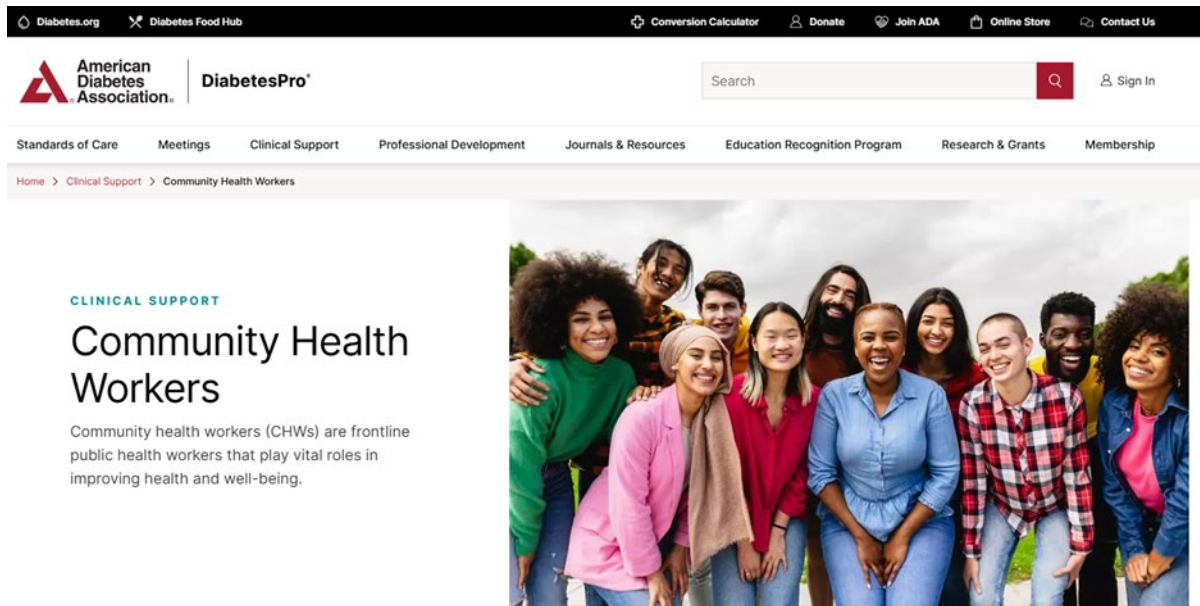 Diabetes.org Diabetes Food Hub Conversion Calculator Donate Join ADA Online Store Contact Us
American
Diabetes
Association®
DiabetesPro®
Search
Sign In
Standards of Care Meetings Clinical Support Professional Development Journals & Resources Education Recognition Program Research & Grants Membership
Home > Clinical Support > Community Health Workers
CLINICAL SUPPORT
Community Health
Workers
Community health workers (CHWs) are frontline
public health workers that play vital roles in
improving health and well-being.